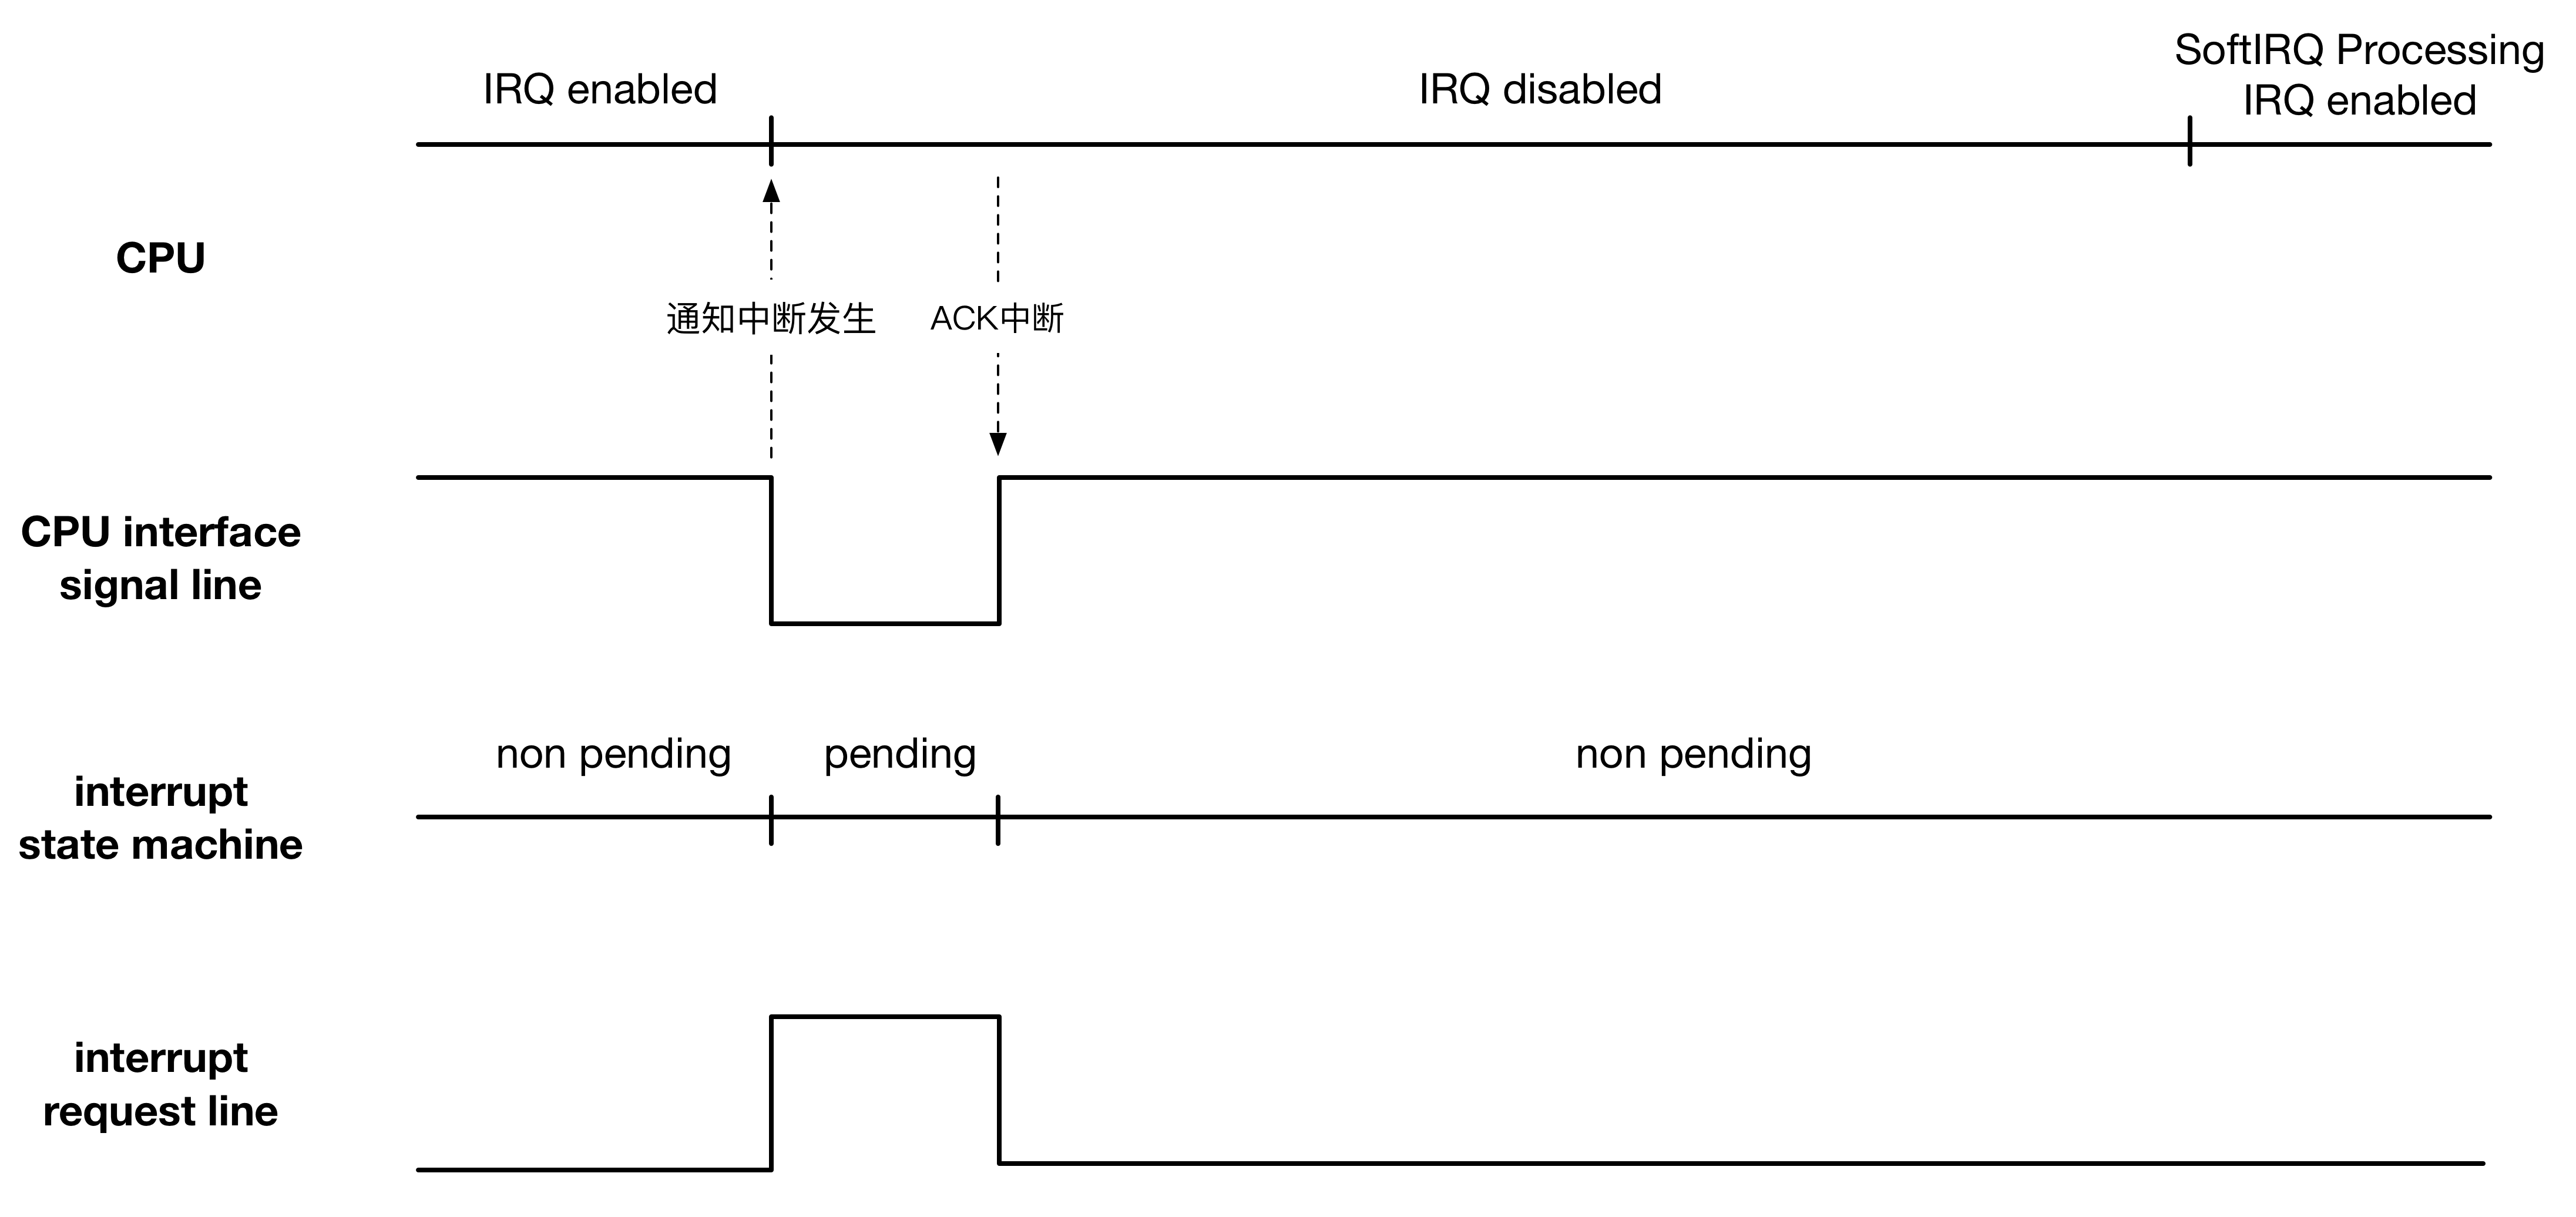 SoftIRQ Processing
IRQ enabled
IRQ disabled
IRQ enabled
CPU
通知中断发生
ACK中断
CPU interface
signal line
non pending
pending
non pending
interrupt
state machine
interrupt
request line